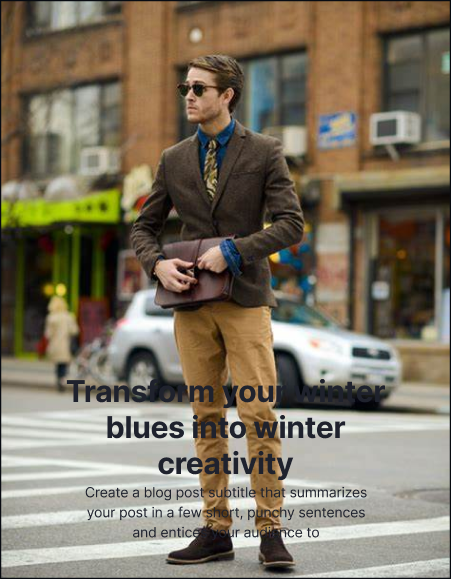 Transform your winter
blues into winter
creativity
Create a blog post subtitle that summarizes
your post in a few short, punchy sentences
and entices your audience to